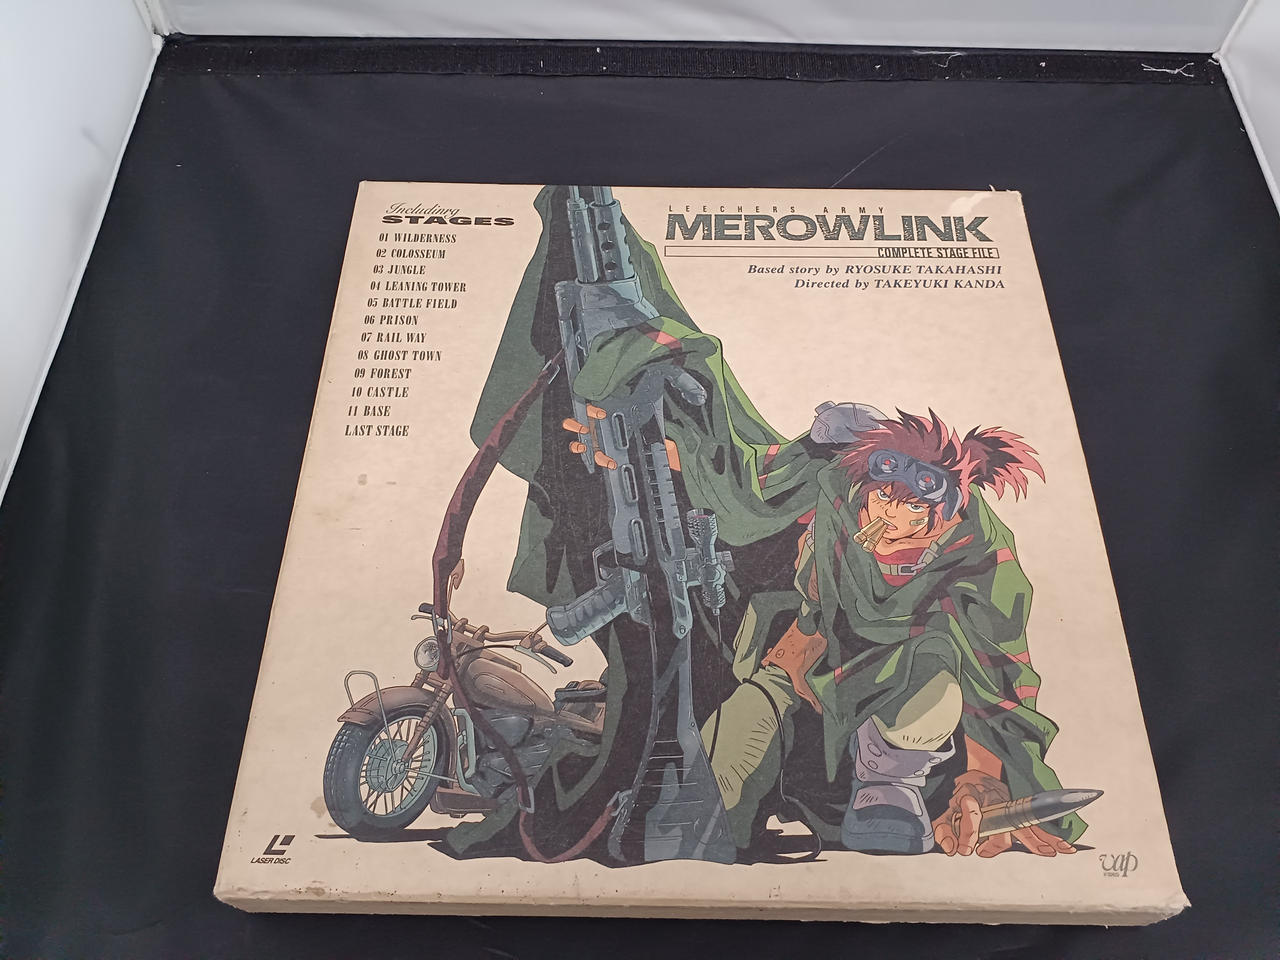 Including
STAGES
01 WILDERNESS
02 COLOSSEUM
03 JUNGLE
04 LEANING TOWER
05 BATTLE FIELD
06 PRISON
07 RAIL WAY
08 GHOST TOWN
09 FOREST
10 CASTLE
11 BASE
LAST STAGE
LEECHERS ARMY
MEROWLINK
COMPLETE STAGE FILE
Based story by RYOSUKE TAKAHASHI
Directed by TAKEYUKI KANDA
LASER DISC
vap